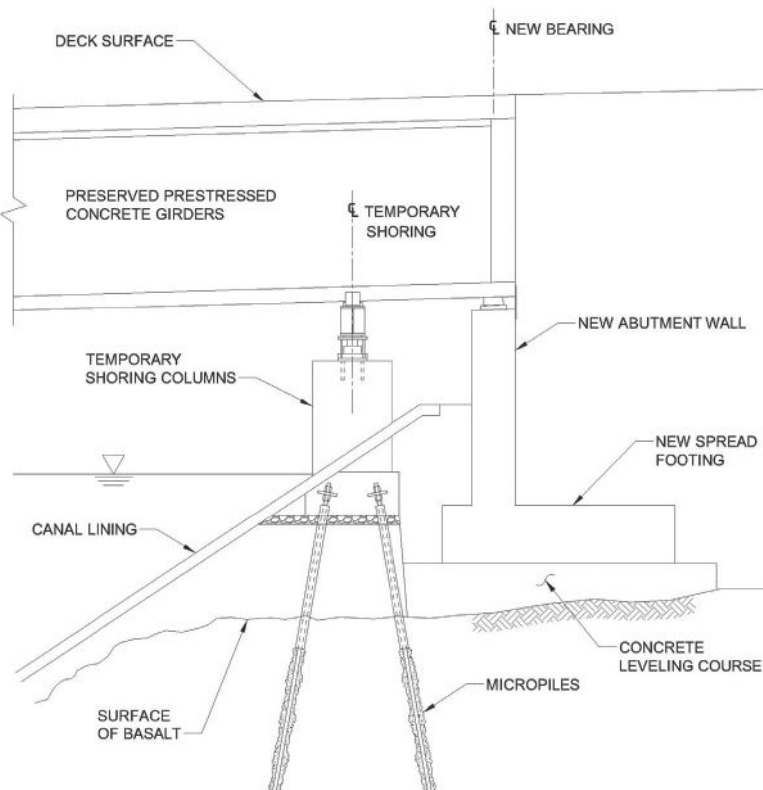 ℄ NEW BEARING
DECK SURFACE
PRESERVED PRESTRESSED
CONCRETE GIRDERS
℄ TEMPORARY
SHORING
NEW ABUTMENT WALL
TEMPORARY
SHORING COLUMNS
NEW SPREAD
FOOTING
CANAL LINING
CONCRETE
LEVELING COURSE
MICROPILES
SURFACE
OF BASALT